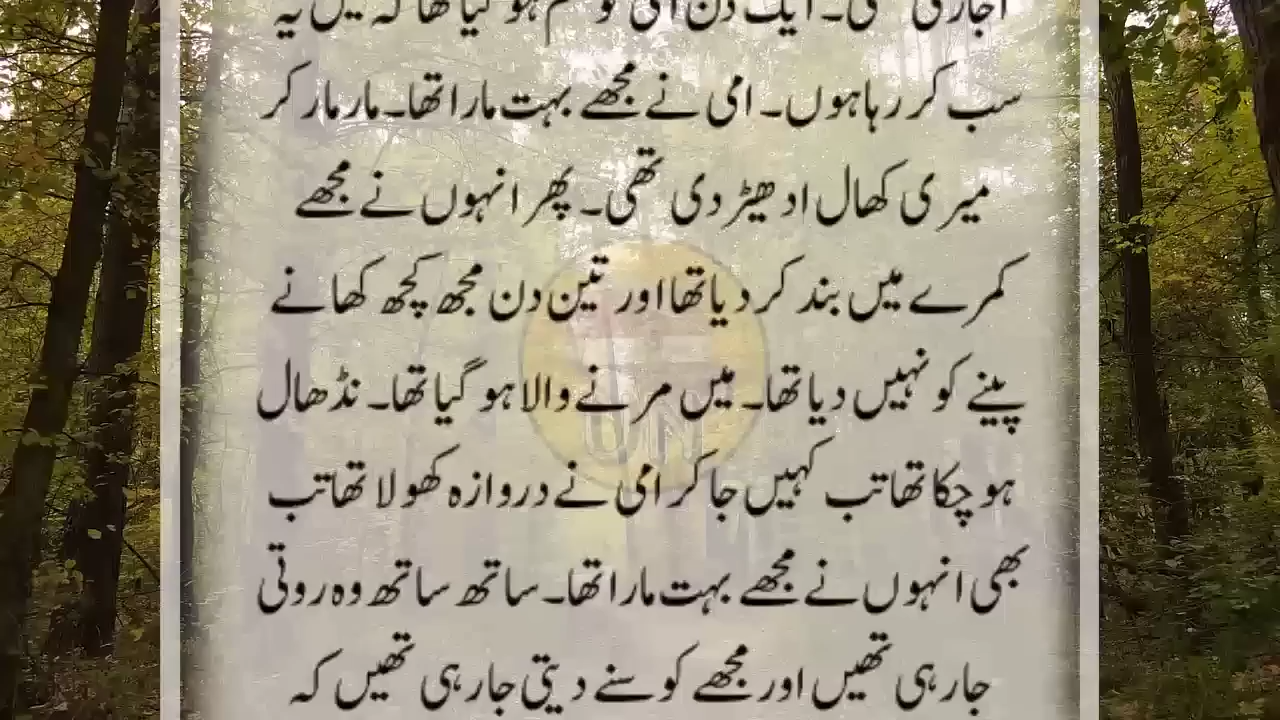 سب کر رہا ہوں۔ امی نے مجھے بہت مارا تھا۔ مار مار کر
میری کھال ادھیڑ دی تھی۔ پھر انہوں نے مجھے
کمرے میں بند کر دیا تھا اور تین دن مجھ کچھ کھانے
پینے کو نہیں دیا تھا۔ میں مرنے والا ہو گیا تھا۔ نڈھال
ہو چکا تھا تب کہیں جا کر امی نے دروازہ کھولا تھا تب
بھی انہوں نے مجھے بہت مارا تھا۔ ساتھ ساتھ وہ روتی
جا رہی تھیں اور مجھے کوسنے دیتی جا رہی تھیں کہ
UN